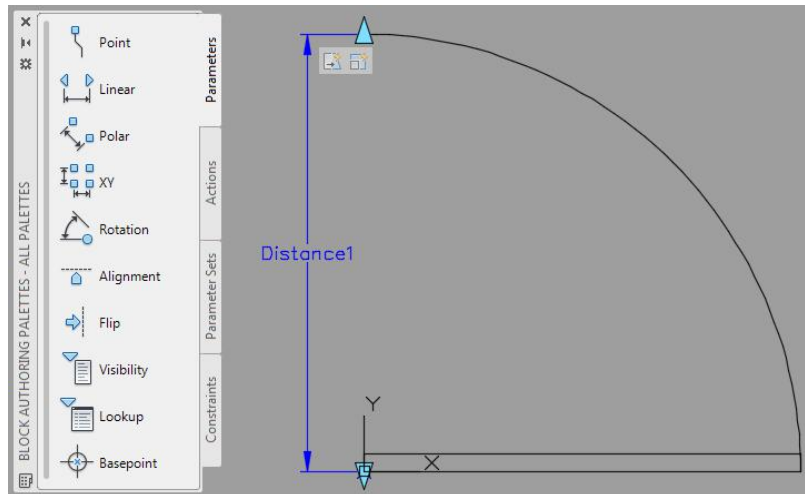 Point
Linear
Polar
XY
Rotation
Alignment
Flip
Visibility
Lookup
Basepoint
Parameters
Actions
Parameter Sets
Constraints
BLOCK AUTHORING PALETTES - ALL PALETTES
Distance1
Y
X